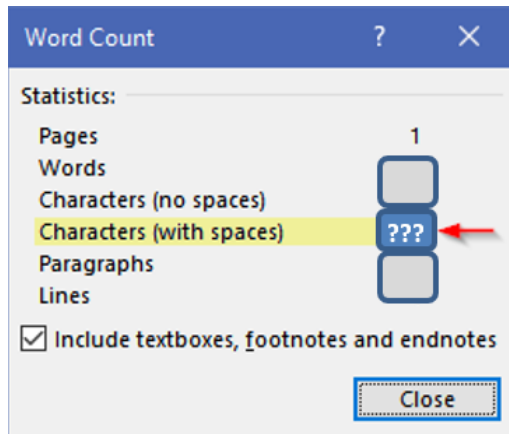 Word Count ? ×
Statistics:
Pages 1
Words
Characters (no spaces)
Characters (with spaces) ???
Paragraphs
Lines
Include textboxes, footnotes and endnotes
Close